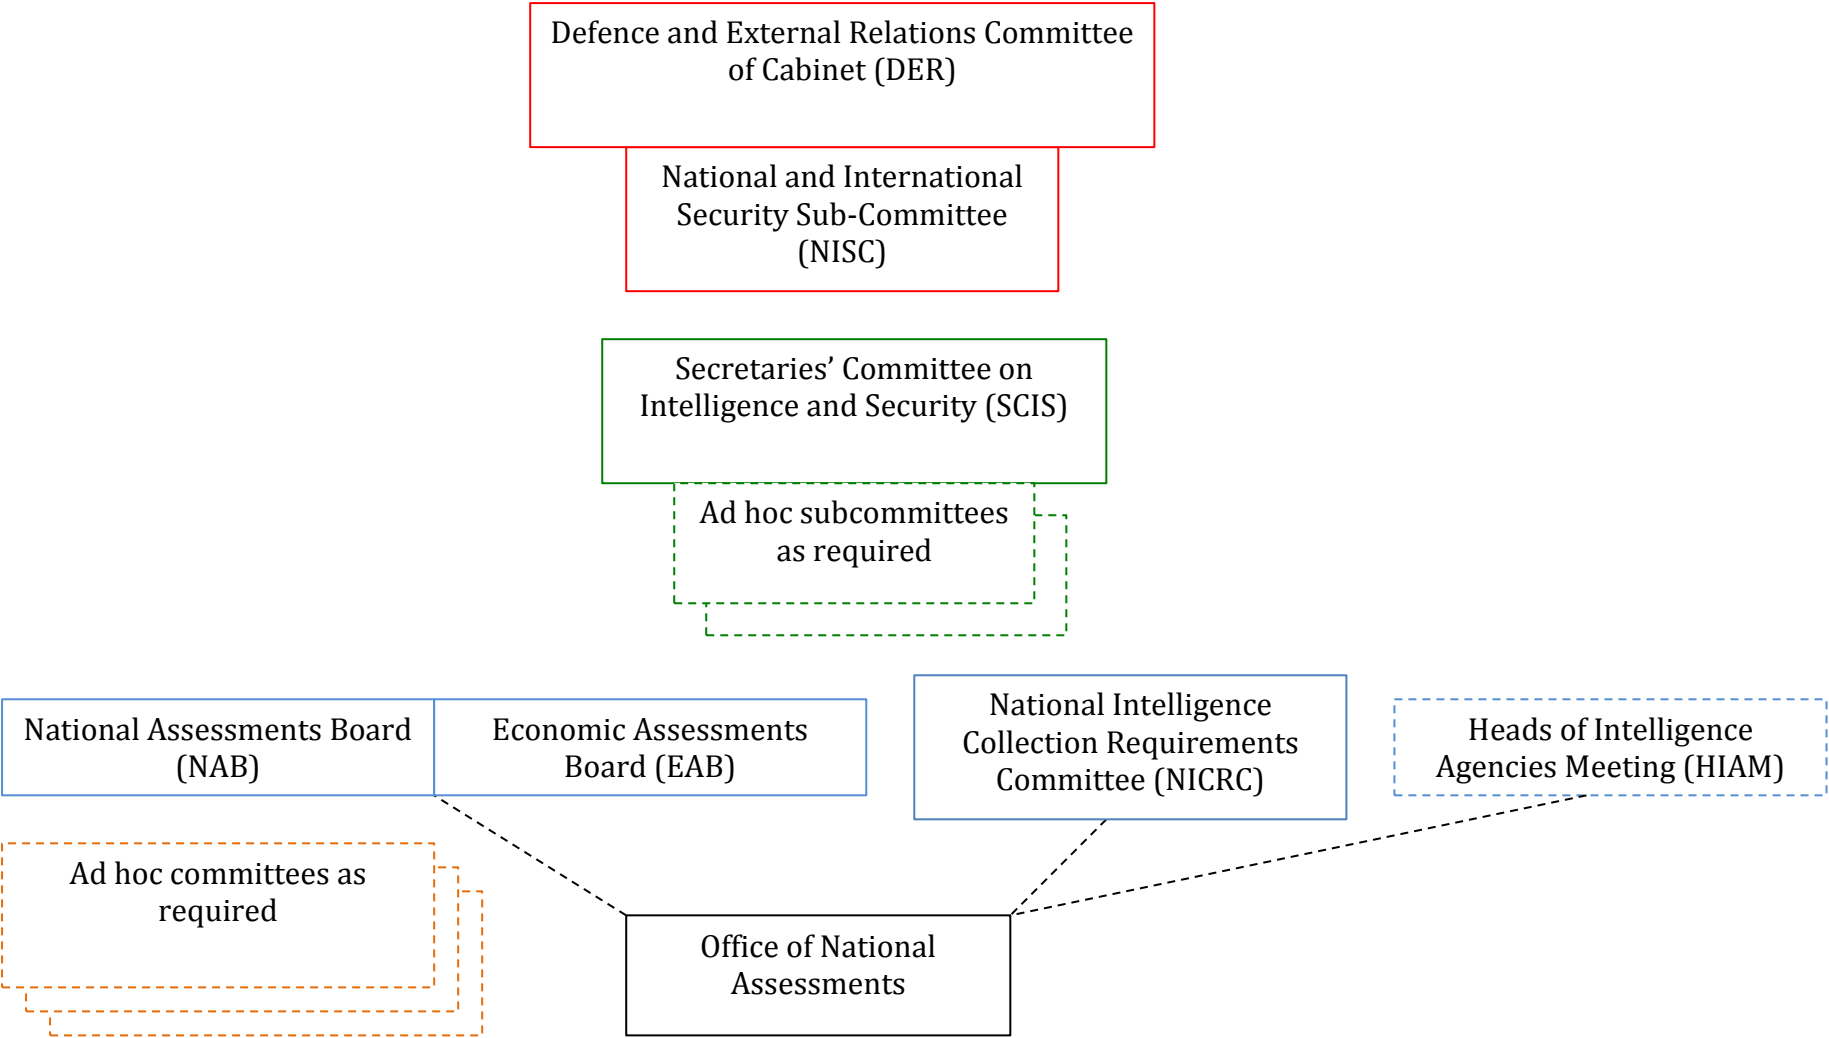 Defence and External Relations Committee
of Cabinet (DER)
National and International
Security Sub-Committee
(NISC)
Secretaries’ Committee on
Intelligence and Security (SCIS)
Ad hoc subcommittees
as required
National Assessments Board
(NAB)
Economic Assessments
Board (EAB)
National Intelligence
Collection Requirements
Committee (NICRC)
Heads of Intelligence
Agencies Meeting (HIAM)
Ad hoc committees as
required
Office of National
Assessments